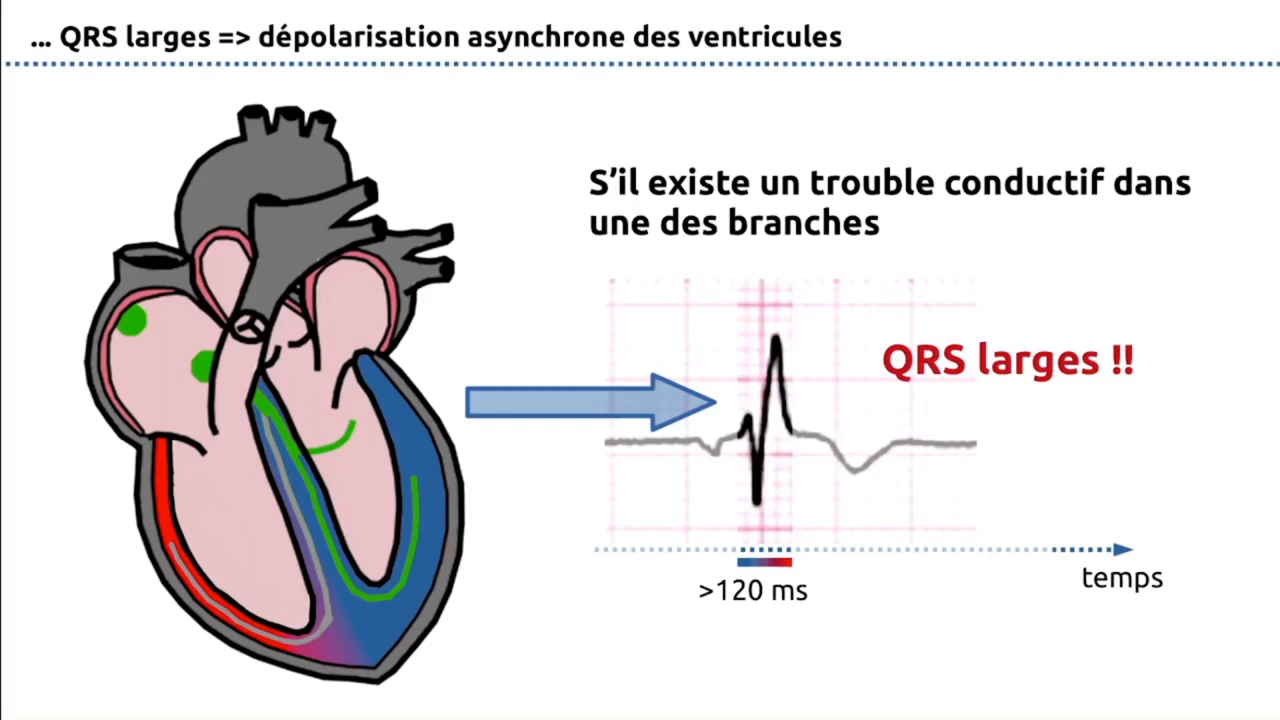 ... QRS larges => dépolarisation asynchrone des ventricules
S’il existe un trouble conductif dans
une des branches
QRS larges !!
>120 ms
temps